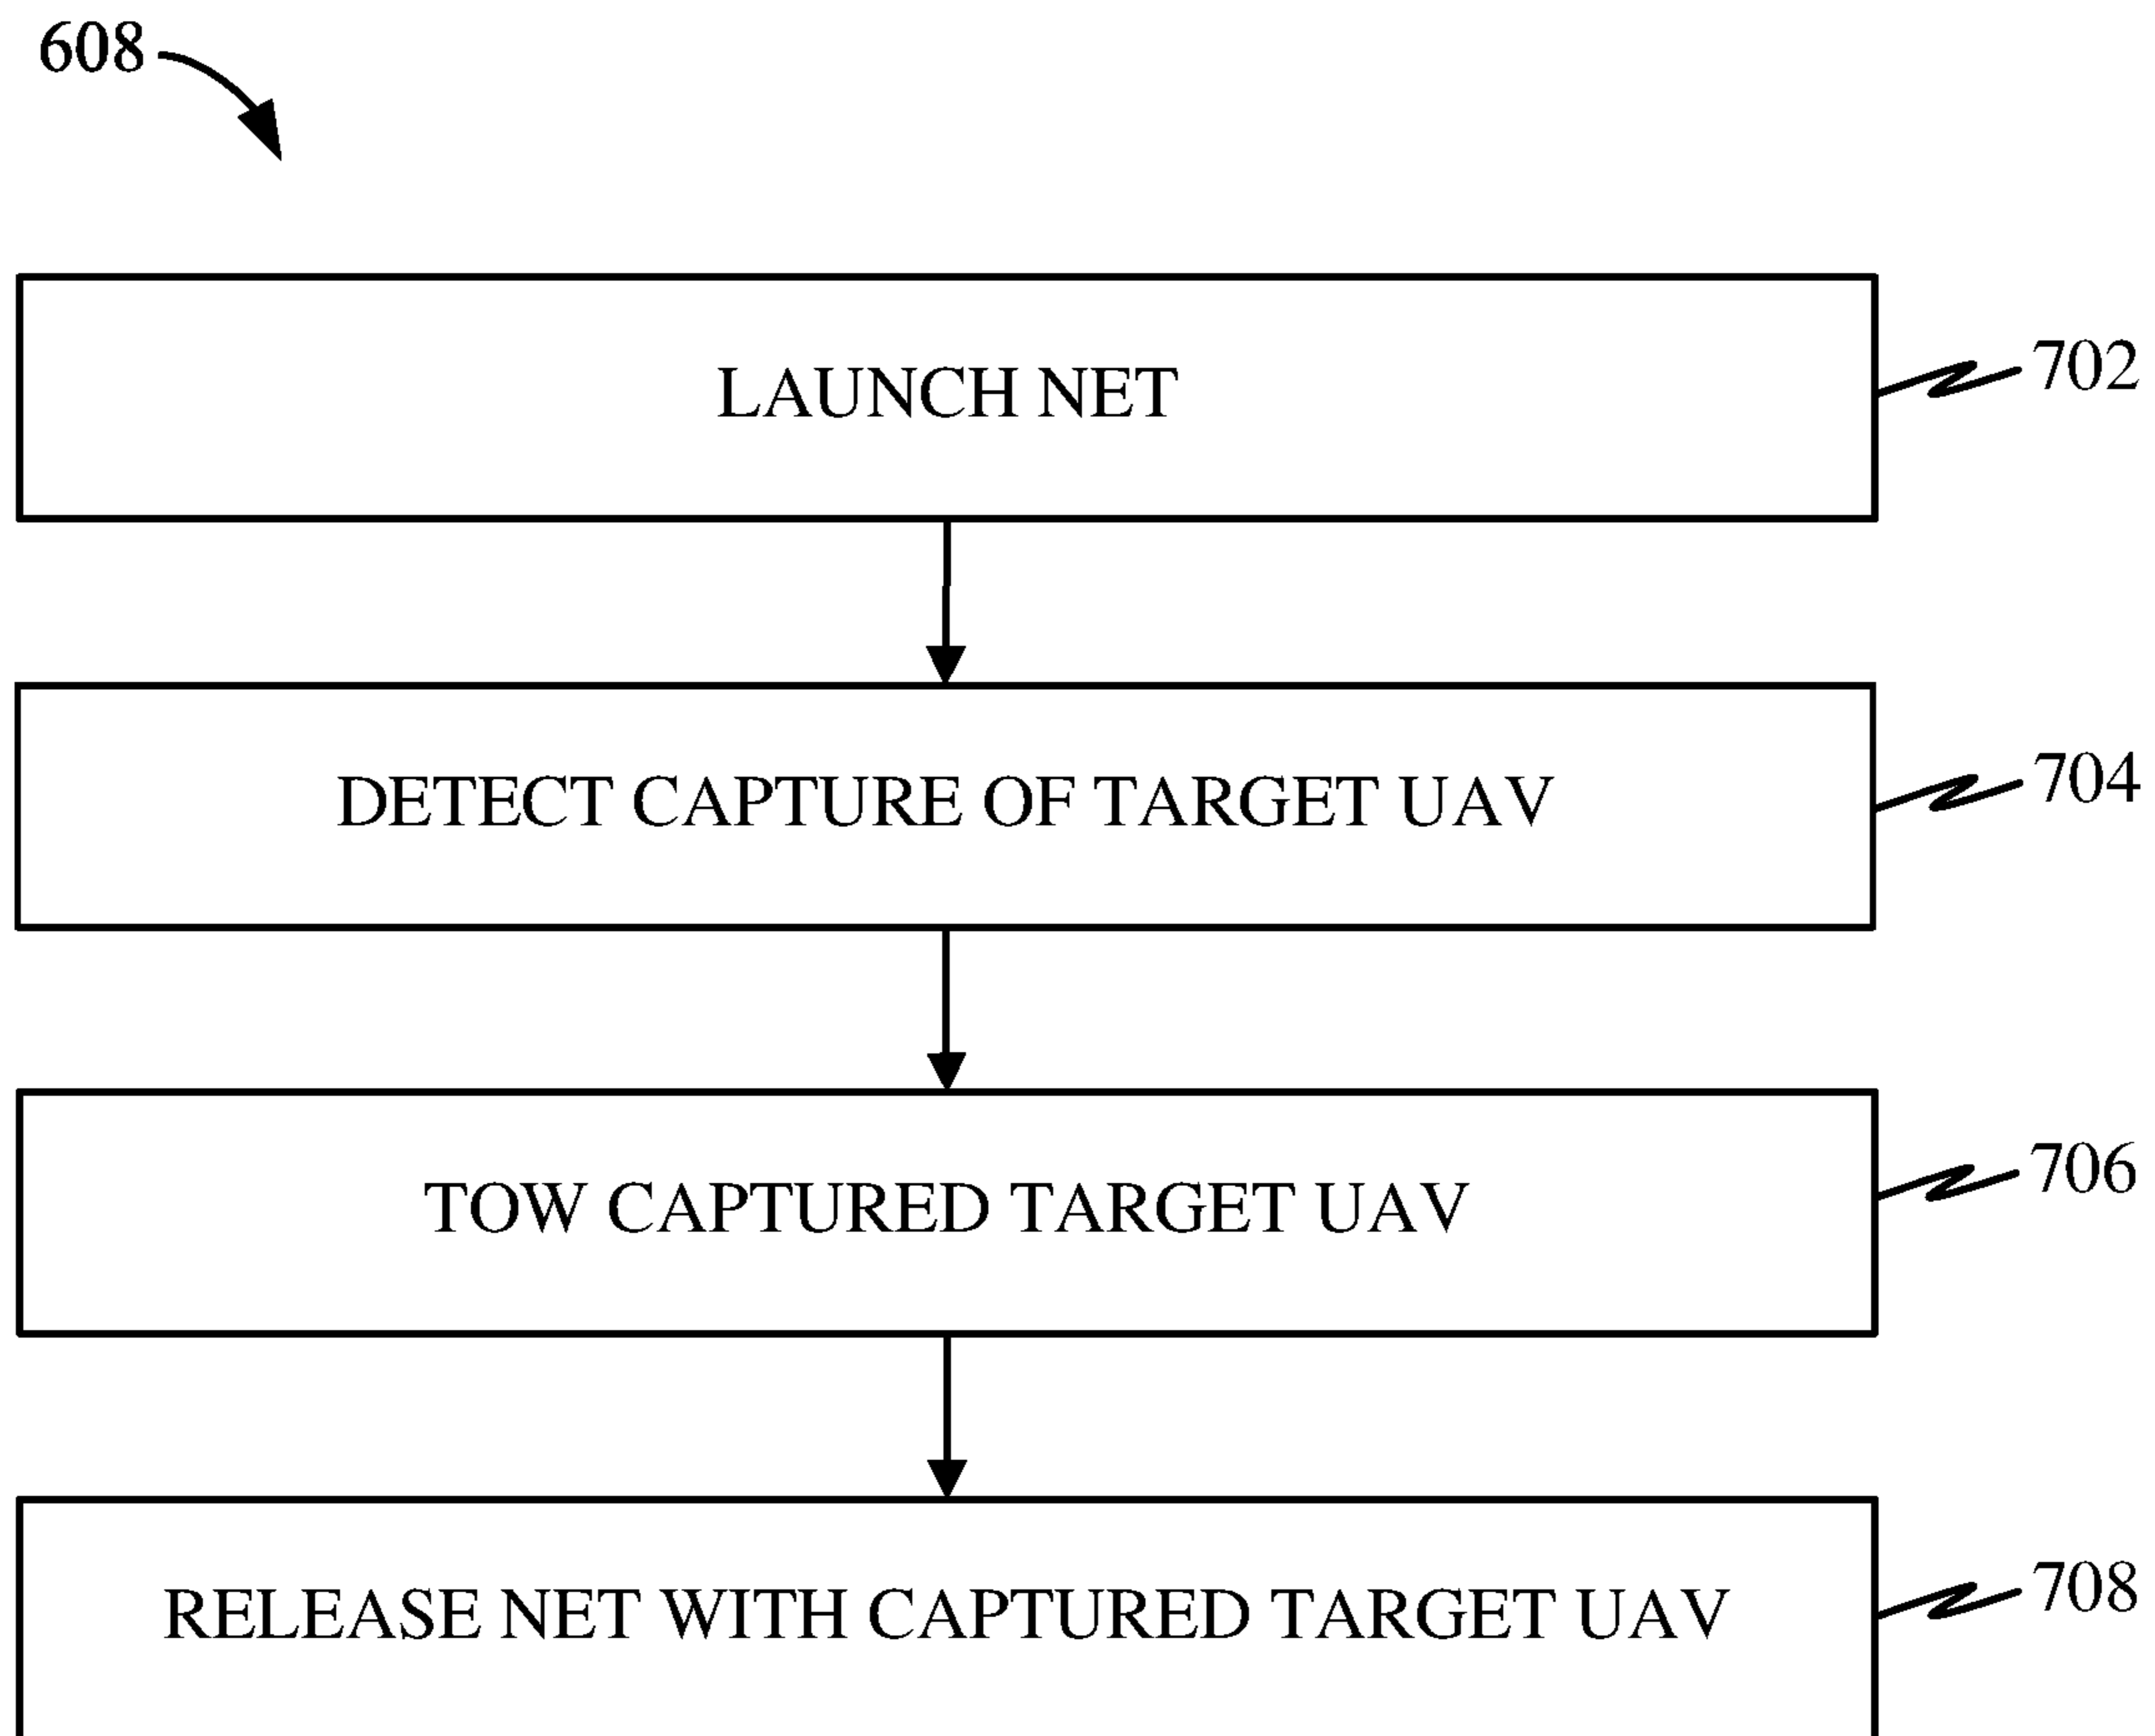 608
LAUNCH NET
702
DETECT CAPTURE OF TARGET UAV
704
TOW CAPTURED TARGET UAV
706
RELEASE NET WITH CAPTURED TARGET UAV
708